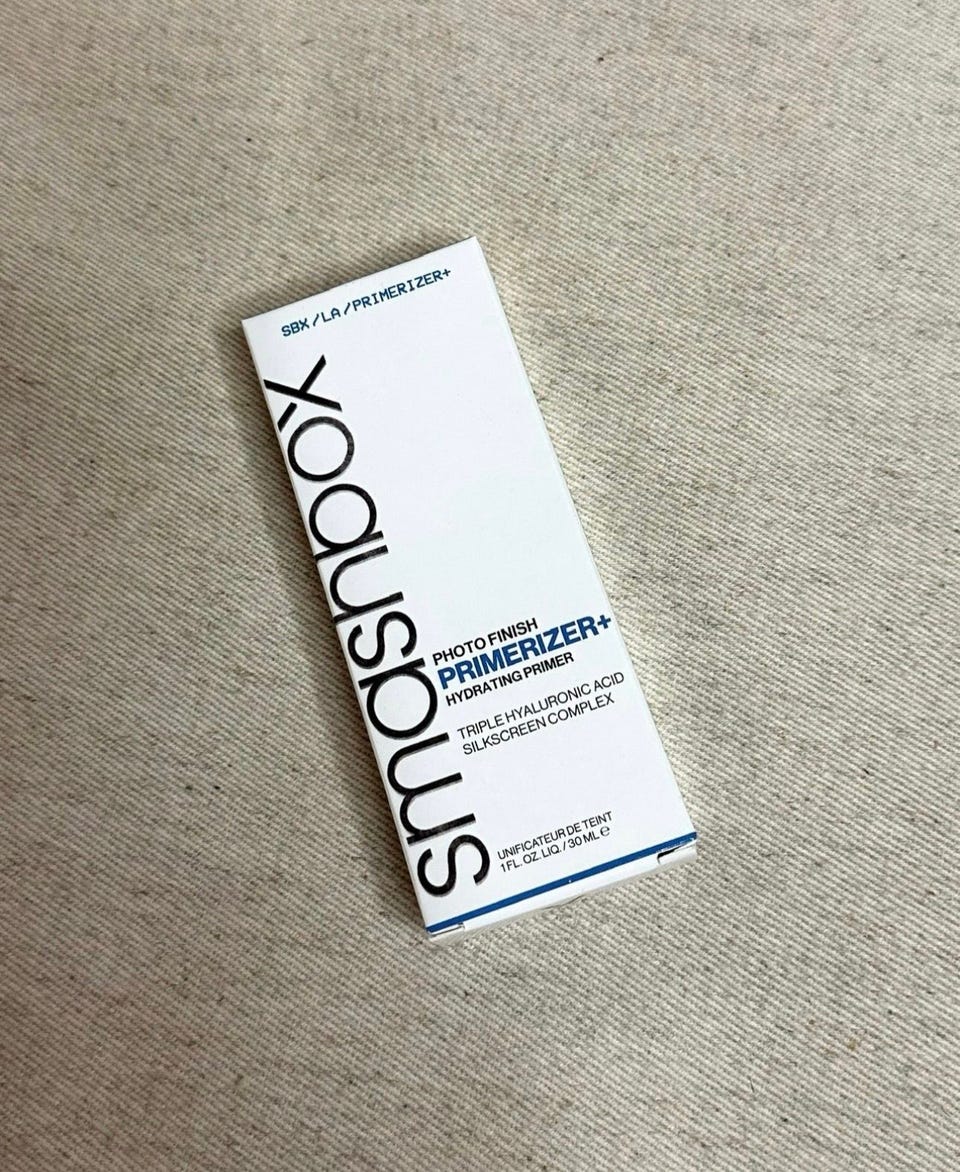 SBX/LA/PRIMERIZER+
smashbox
PHOTO FINISH
PRIMERIZER+
HYDRATING PRIMER
TRIPLE HYALURONIC ACID
SILKSCREEN COMPLEX
UNIFICATEUR DE TEINT
1 FL. OZ. LIQ. / 30 ML ℮